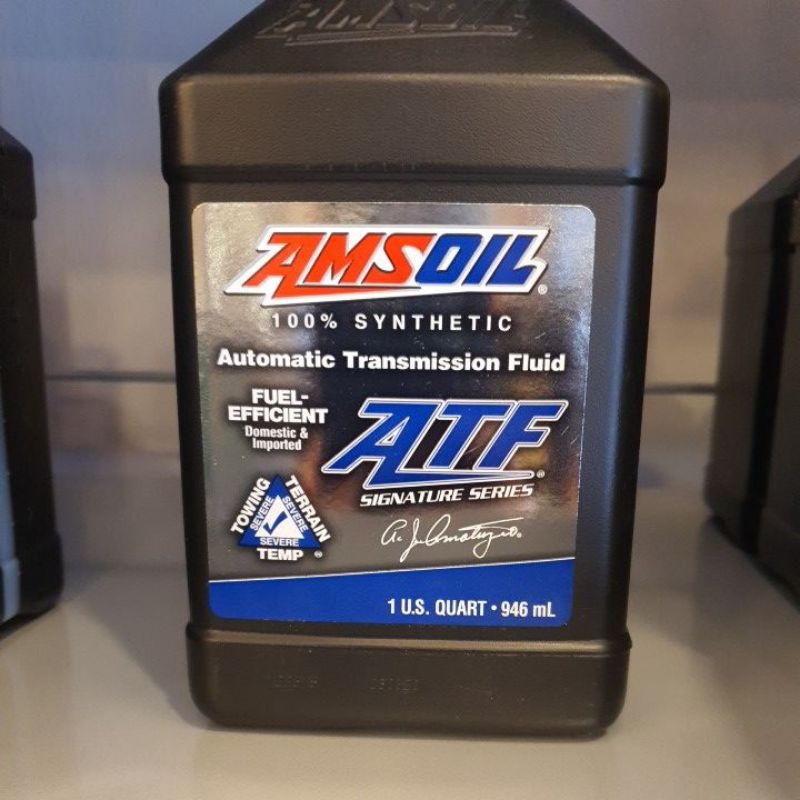 AMSOIL
AMSOIL®
100% SYNTHETIC
Automatic Transmission Fluid
FUEL-
EFFICIENT
Domestic &
Imported
ATF®
SIGNATURE SERIES
TOWING
TERRAIN
TEMP
SEVERE
SEVERE
SEVERE
1 U.S. QUART • 946 mL